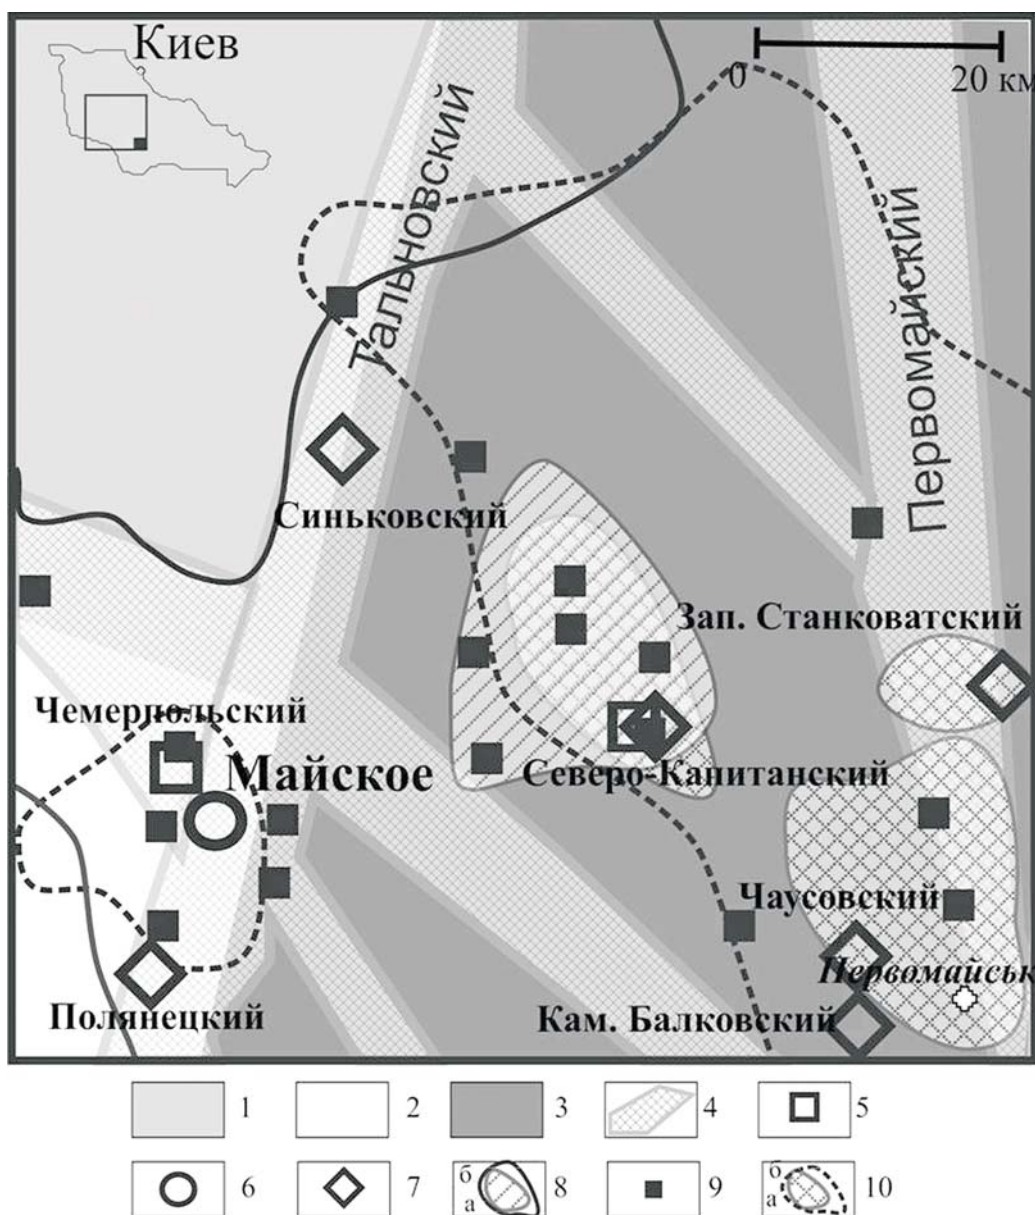 Киев
0 20 км
Тальновский
Первомайский
Синьковский
Зап. Станковатский
Чемерпольский
Майское
Северо-Капитанский
Чаусовский
Первомайськ
Полянецкий
Кам. Балковский
1 2 3 4 5
6 7 б а 8 9 б а 10